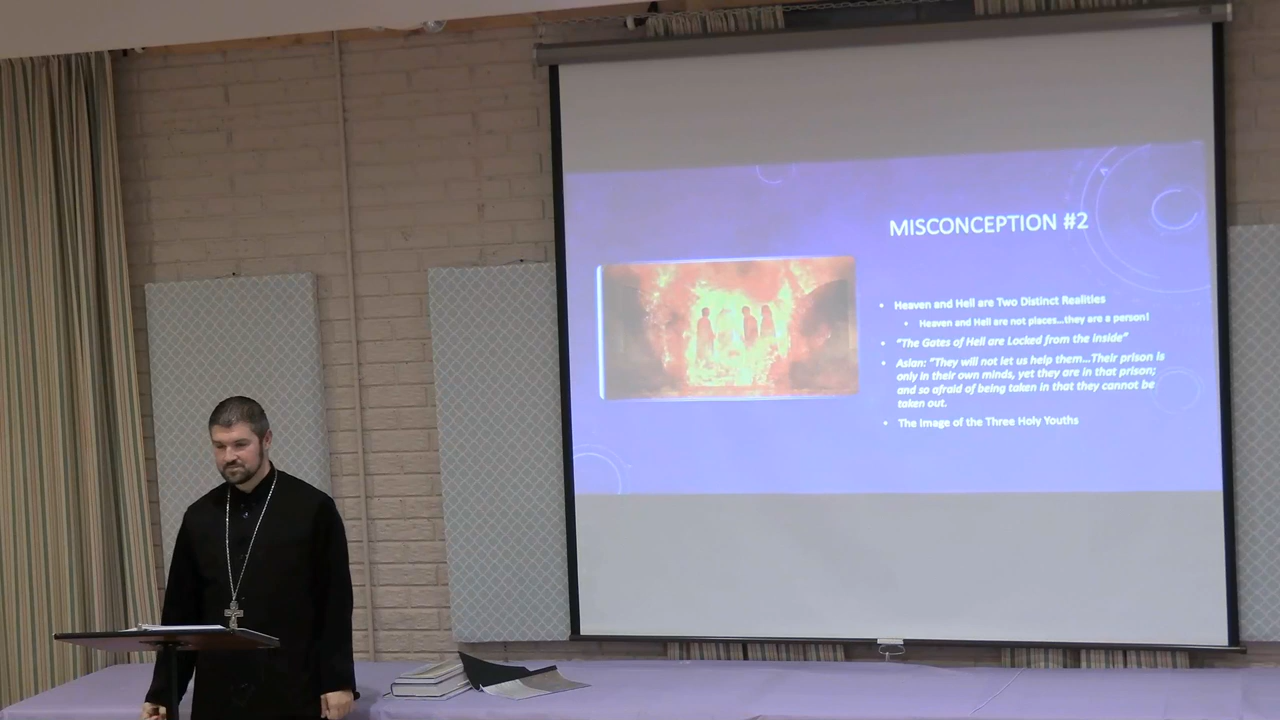 MISCONCEPTION #2
• Heaven and Hell are Two Distinct Realities
• Heaven and Hell are not places...they are a person!
• "The Gates of Hell are Locked from the Inside"
• Aslan: "They will not let us help them...Their prison is
only in their own minds, yet they are in that prison;
and so afraid of being taken in that they cannot be
taken out.
• The Image of the Three Holy Youths